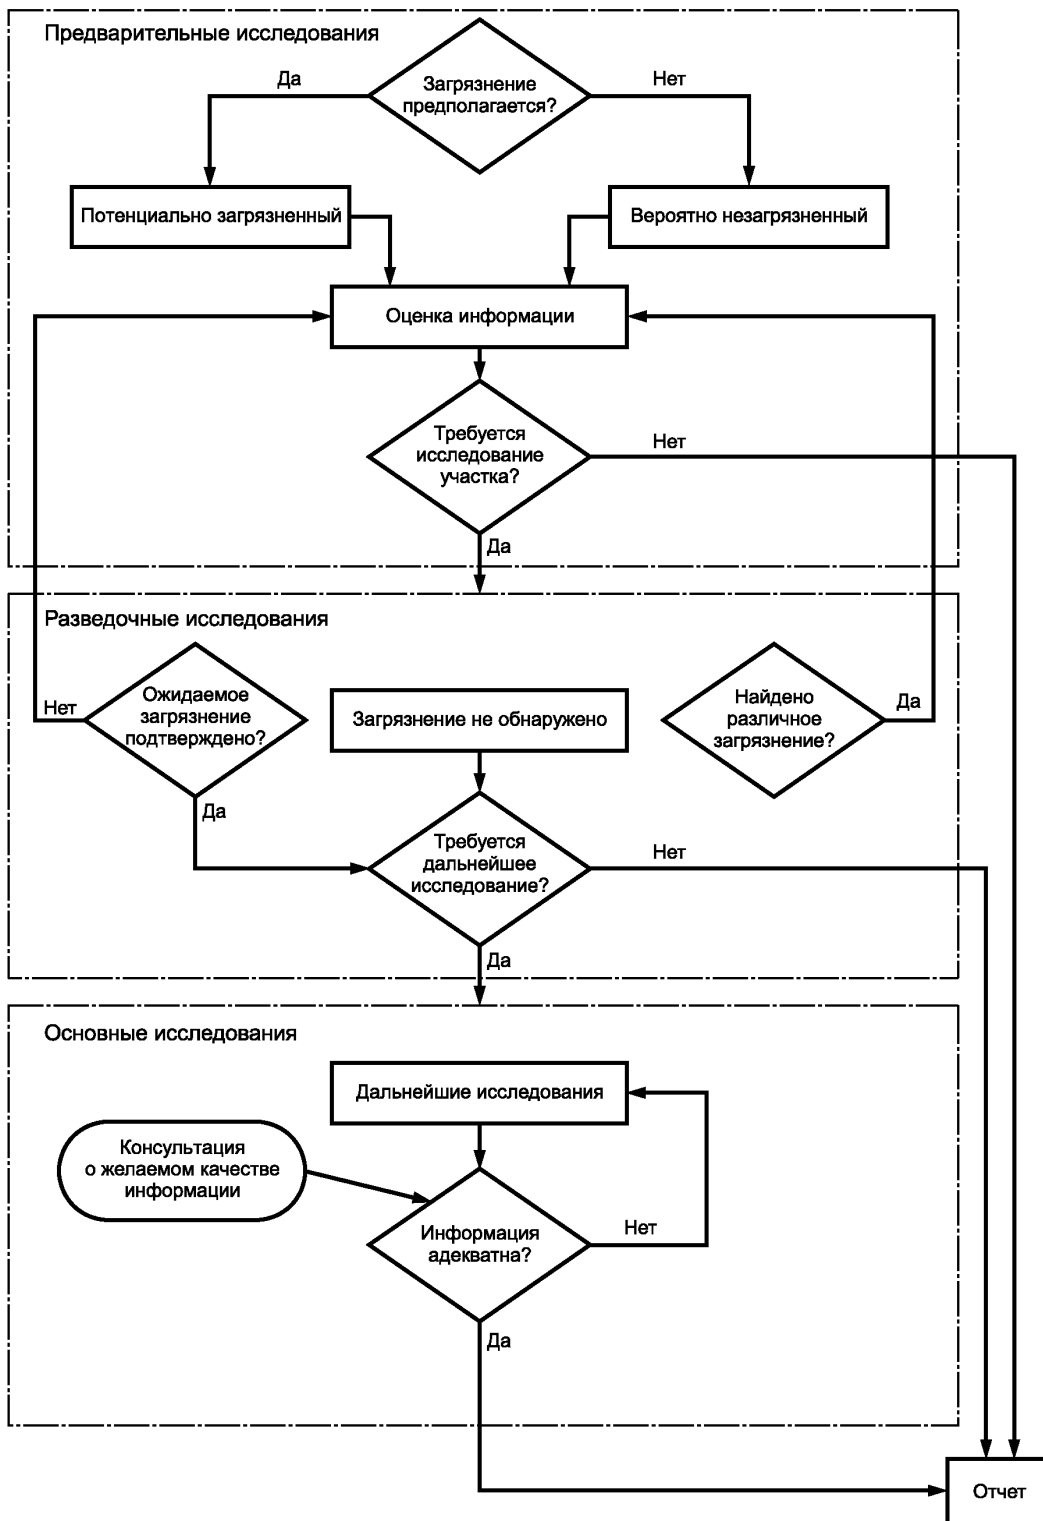 Предварительные исследования
Да
Загрязнение
предполагается?
Нет
Потенциально загрязненный
Вероятно незагрязненный
Оценка информации
Требуется
исследование
участка?
Нет
Да
Разведочные исследования
Нет
Ожидаемое
загрязнение
подтверждено?
Загрязнение не обнаружено
Найдено
различное
загрязнение?
Да
Да
Требуется
дальнейшее
исследование?
Нет
Да
Основные исследования
Дальнейшие исследования
Консультация
о желаемом качестве
информации
Информация
адекватна?
Нет
Да
Отчет